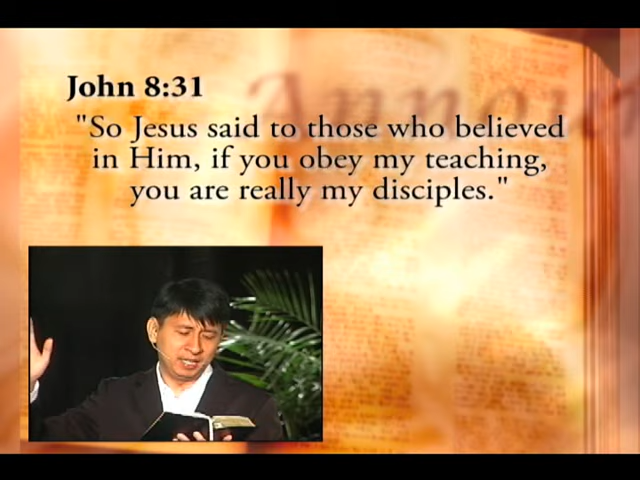 John 8:31
"So Jesus said to those who believed
in Him, if you obey my teaching,
you are really my disciples."